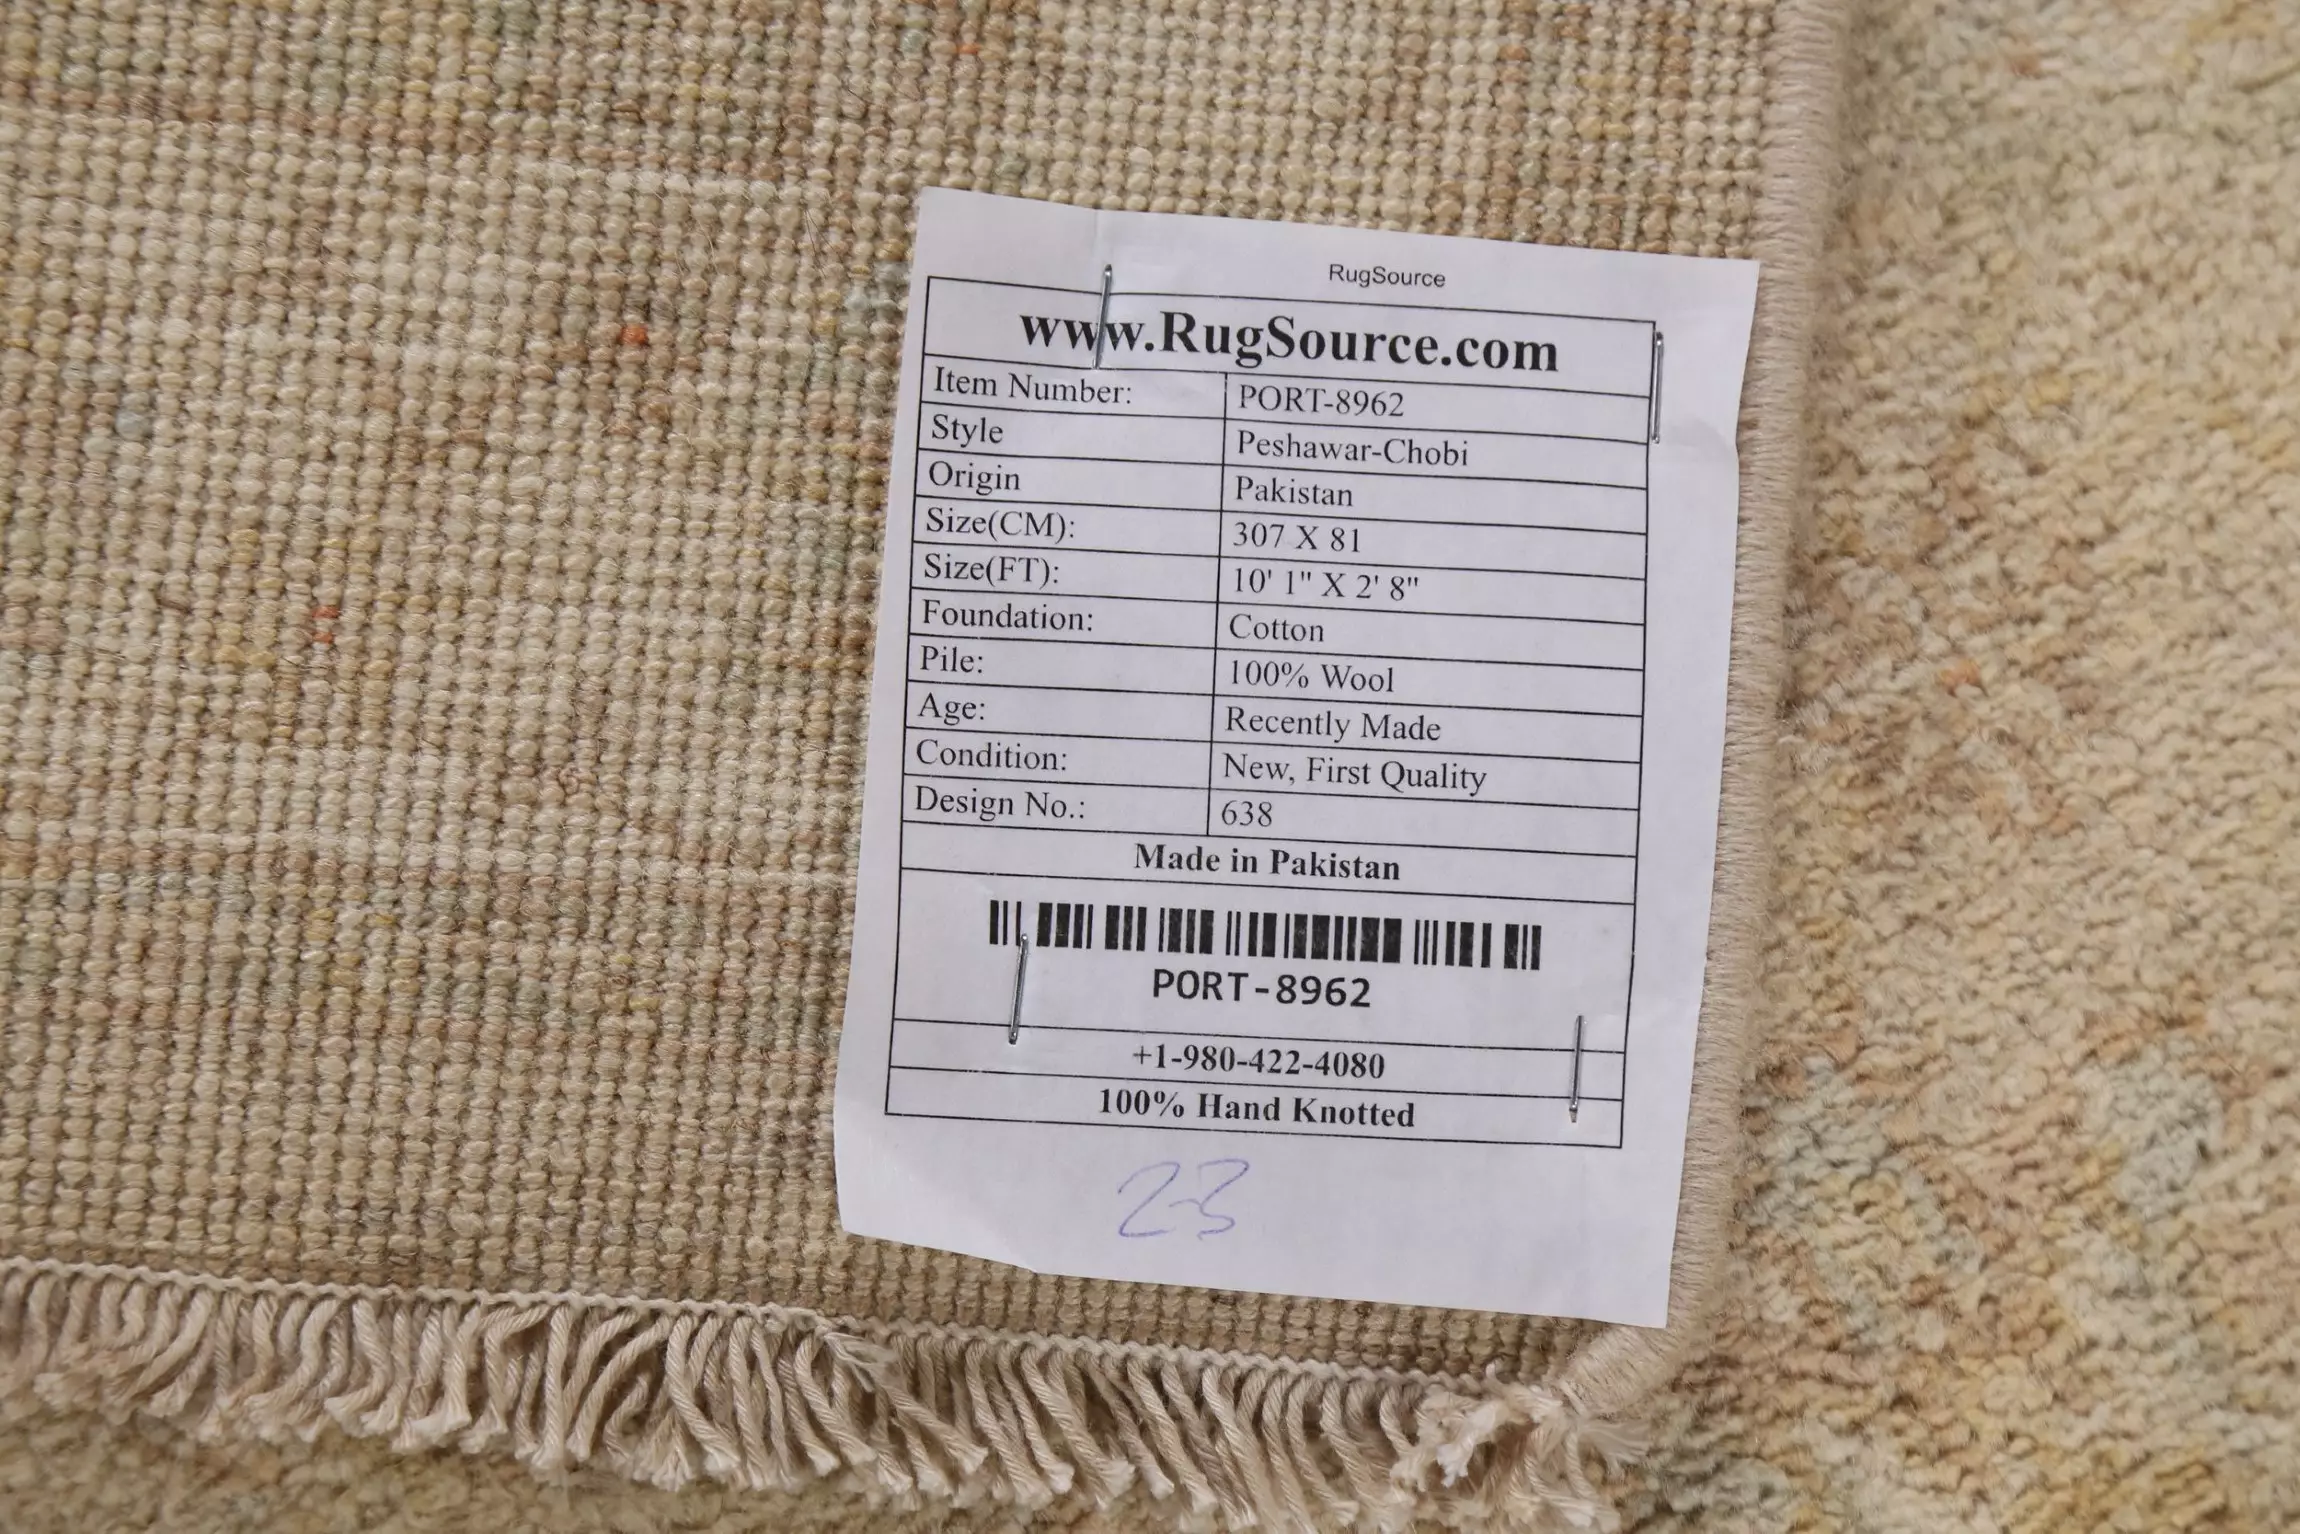 RugSource
www.RugSource.com
Item Number: PORT-8962
Style Peshawar-Chobi
Origin Pakistan
Size(CM): 307 X 81
Size(FT): 10' 1" X 2' 8"
Foundation: Cotton
Pile: 100% Wool
Age: Recently Made
Condition: New, First Quality
Design No.: 638
Made in Pakistan
PORT-8962
+1-980-422-4080
100% Hand Knotted
23